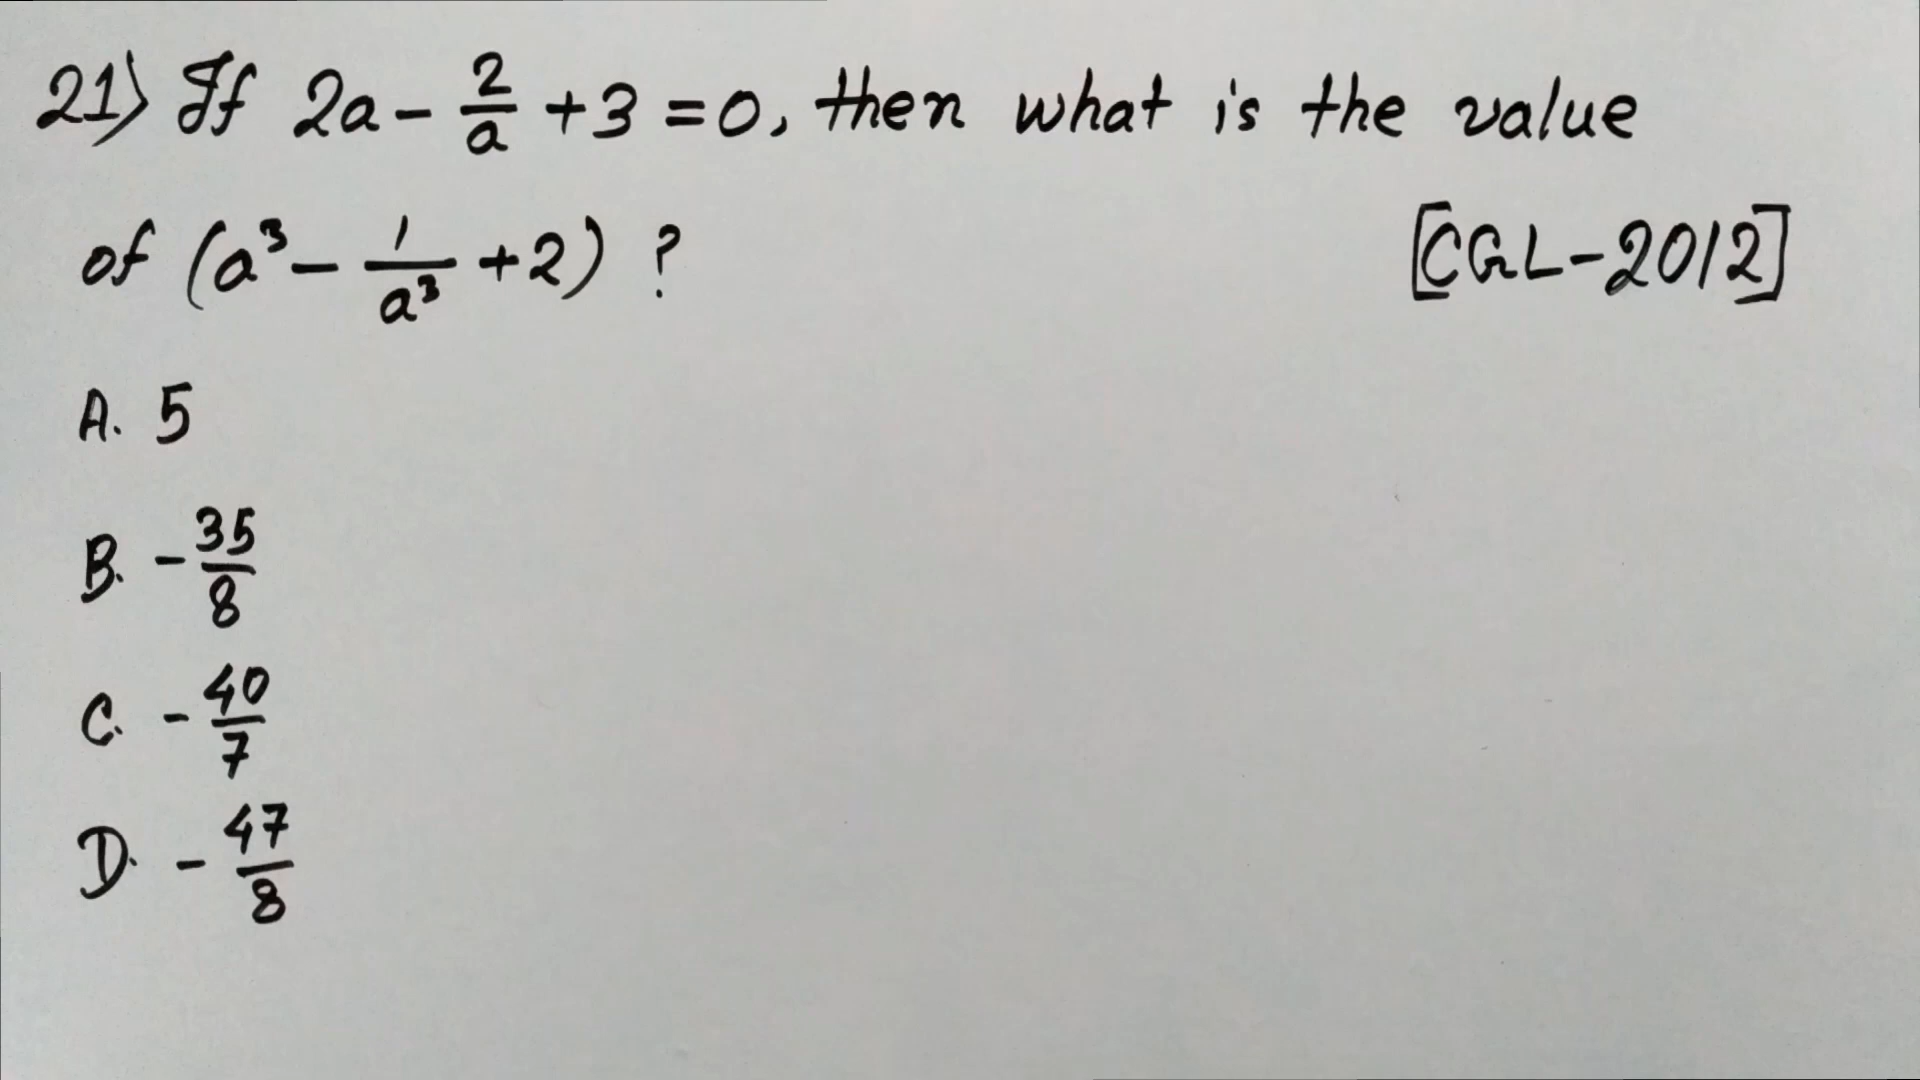 21) If 2a - 2/a + 3 = 0, then what is the value
of (a³ - 1/a³ + 2) ? [CGL-2012]
A. 5
B. - 35/8
C. - 40/7
D. - 47/8